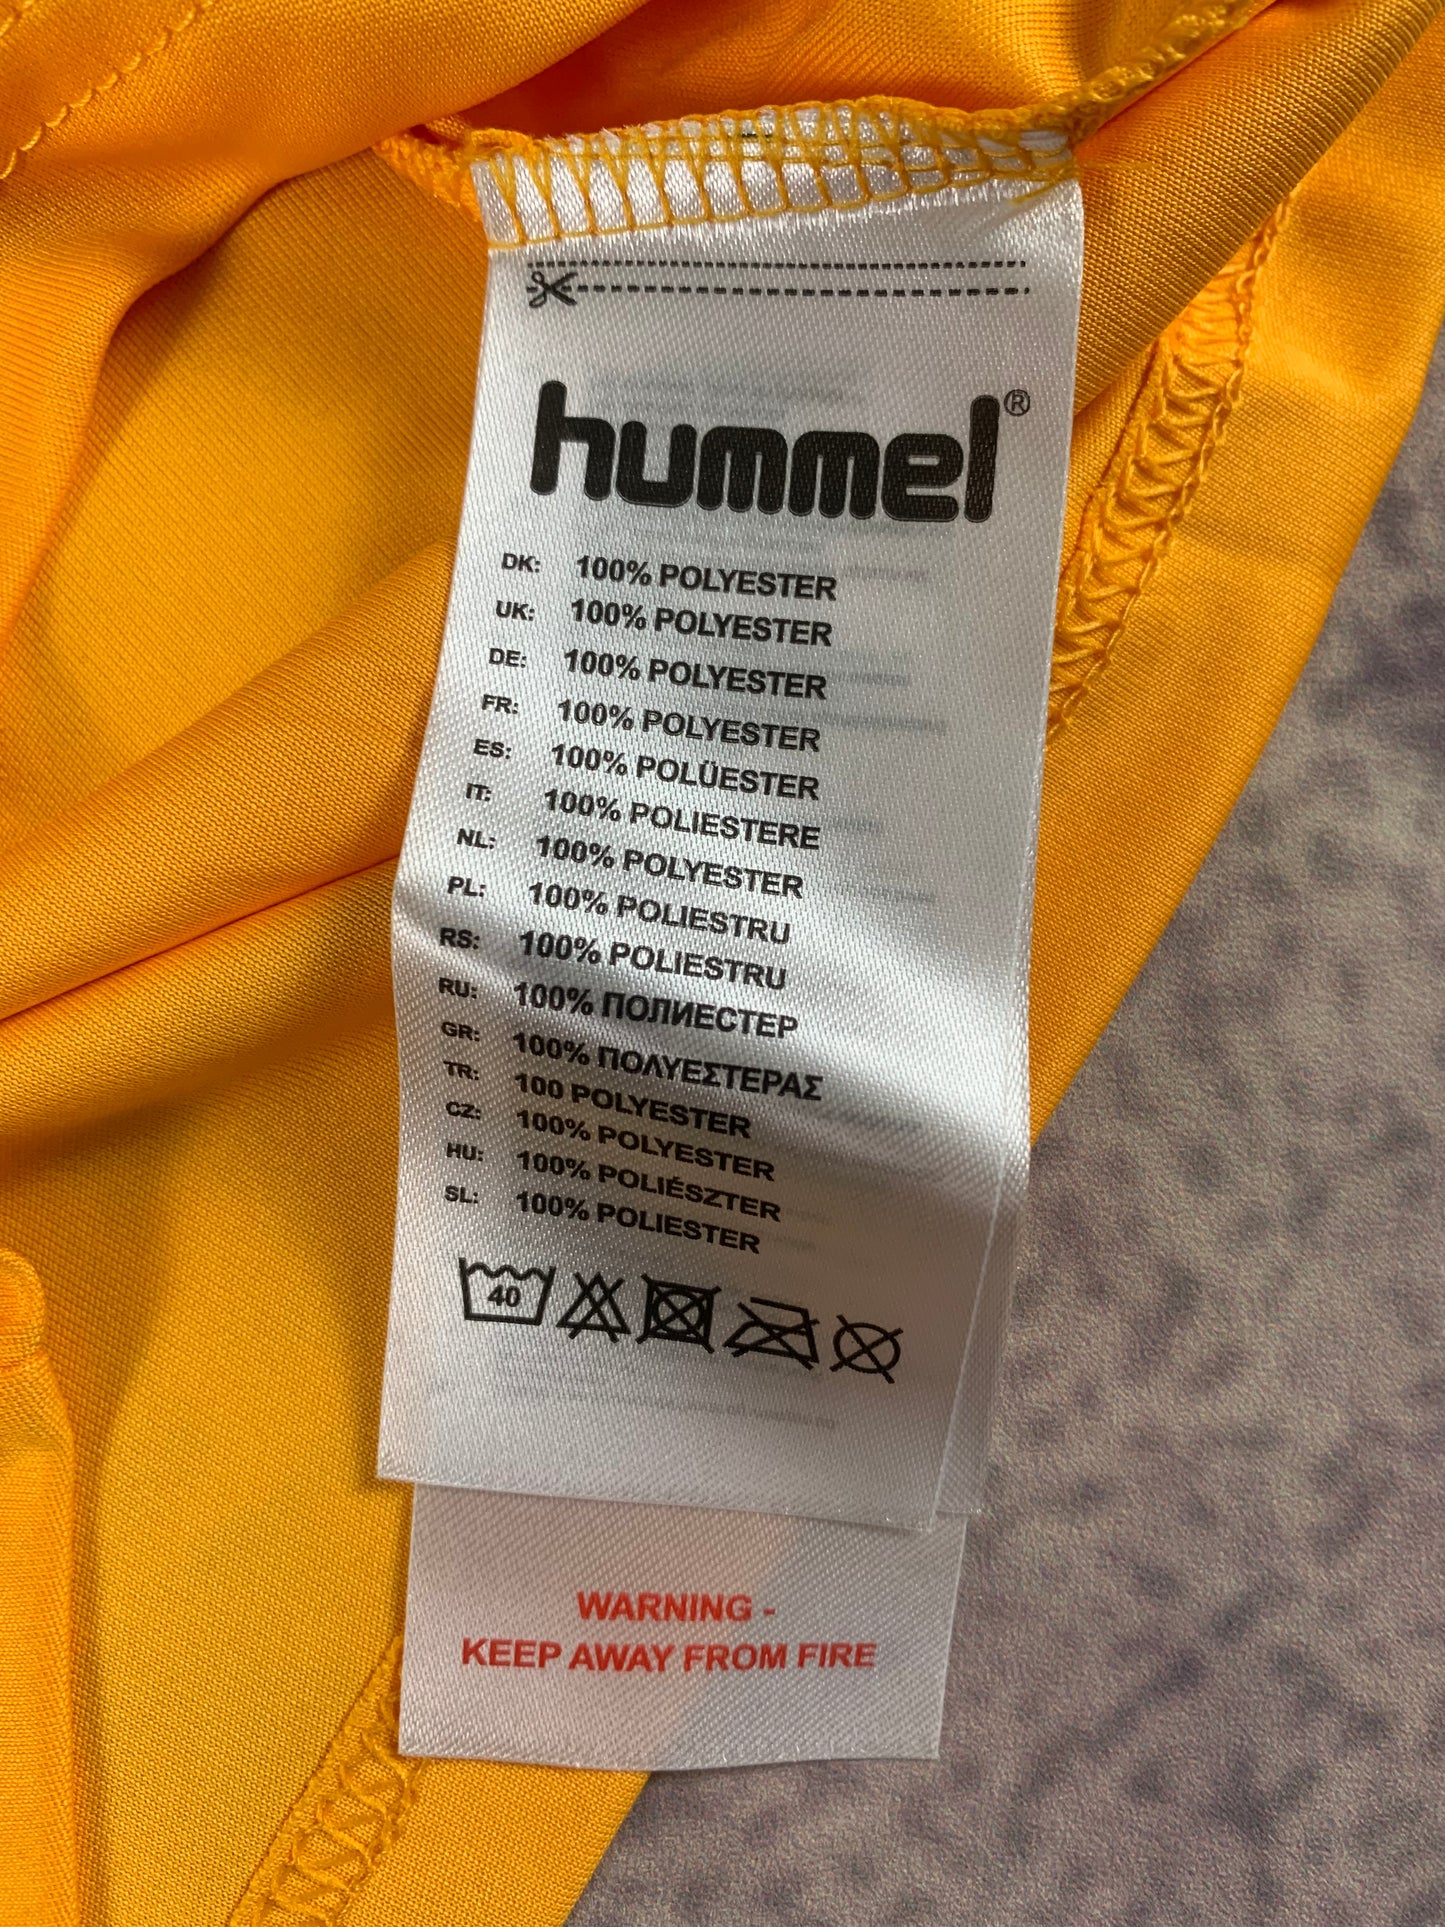 hummel®
DK: 100% POLYESTER
UK: 100% POLYESTER
DE: 100% POLYESTER
FR: 100% POLYESTER
ES: 100% POLÜESTER
IT: 100% POLIESTERE
NL: 100% POLYESTER
PL: 100% POLIESTRU
RS: 100% POLIESTRU
RU: 100% ПОЛИЕСТЕР
GR: 100% ΠΟΛΥΕΣΤΕΡΑΣ
TR: 100 POLYESTER
CZ: 100% POLYESTER
HU: 100% POLIÉSZTER
SL: 100% POLIESTER
40
WARNING -
KEEP AWAY FROM FIRE